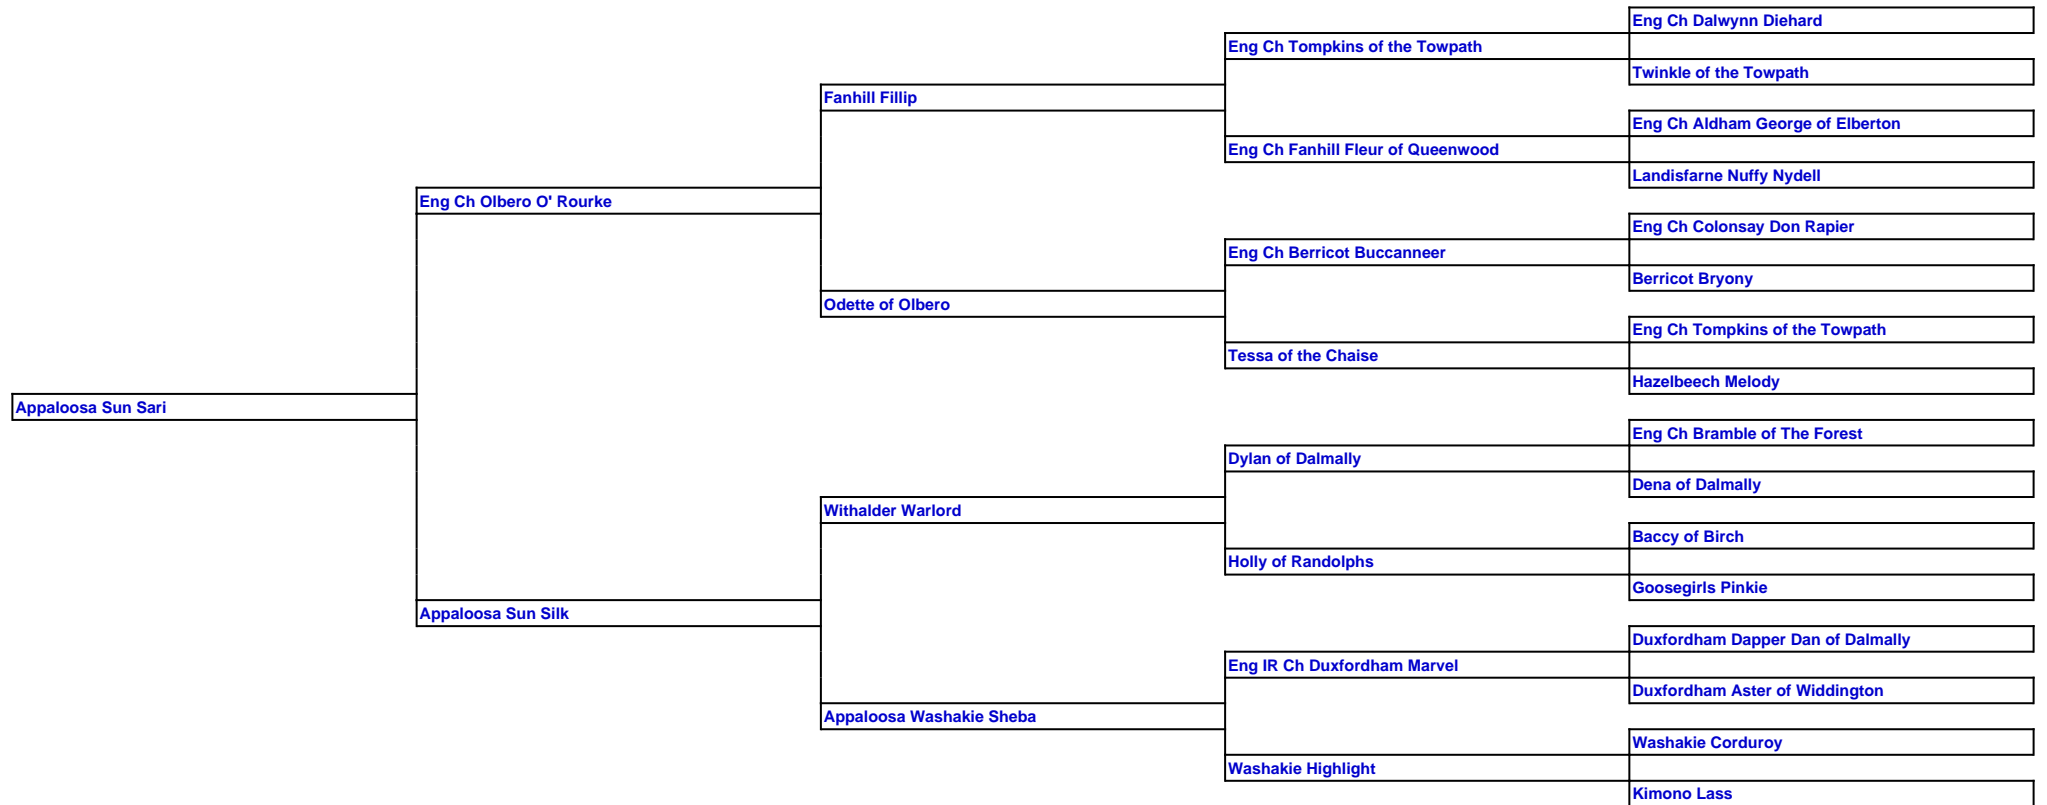 Eng Ch Dalwynn Diehard
Eng Ch Tompkins of the Towpath
Twinkle of the Towpath
Fanhill Fillip
Eng Ch Aldham George of Elberton
Eng Ch Fanhill Fleur of Queenwood
Landisfarne Nuffy Nydell
Eng Ch Olbero O' Rourke
Eng Ch Colonsay Don Rapier
Eng Ch Berricot Buccanneer
Berricot Bryony
Odette of Olbero
Eng Ch Tompkins of the Towpath
Tessa of the Chaise
Hazelbeech Melody
Appaloosa Sun Sari
Eng Ch Bramble of The Forest
Dylan of Dalmally
Dena of Dalmally
Withalder Warlord
Baccy of Birch
Holly of Randolphs
Goosegirls Pinkie
Appaloosa Sun Silk
Duxfordham Dapper Dan of Dalmally
Eng IR Ch Duxfordham Marvel
Duxfordham Aster of Widdington
Appaloosa Washakie Sheba
Washakie Corduroy
Washakie Highlight
Kimono Lass